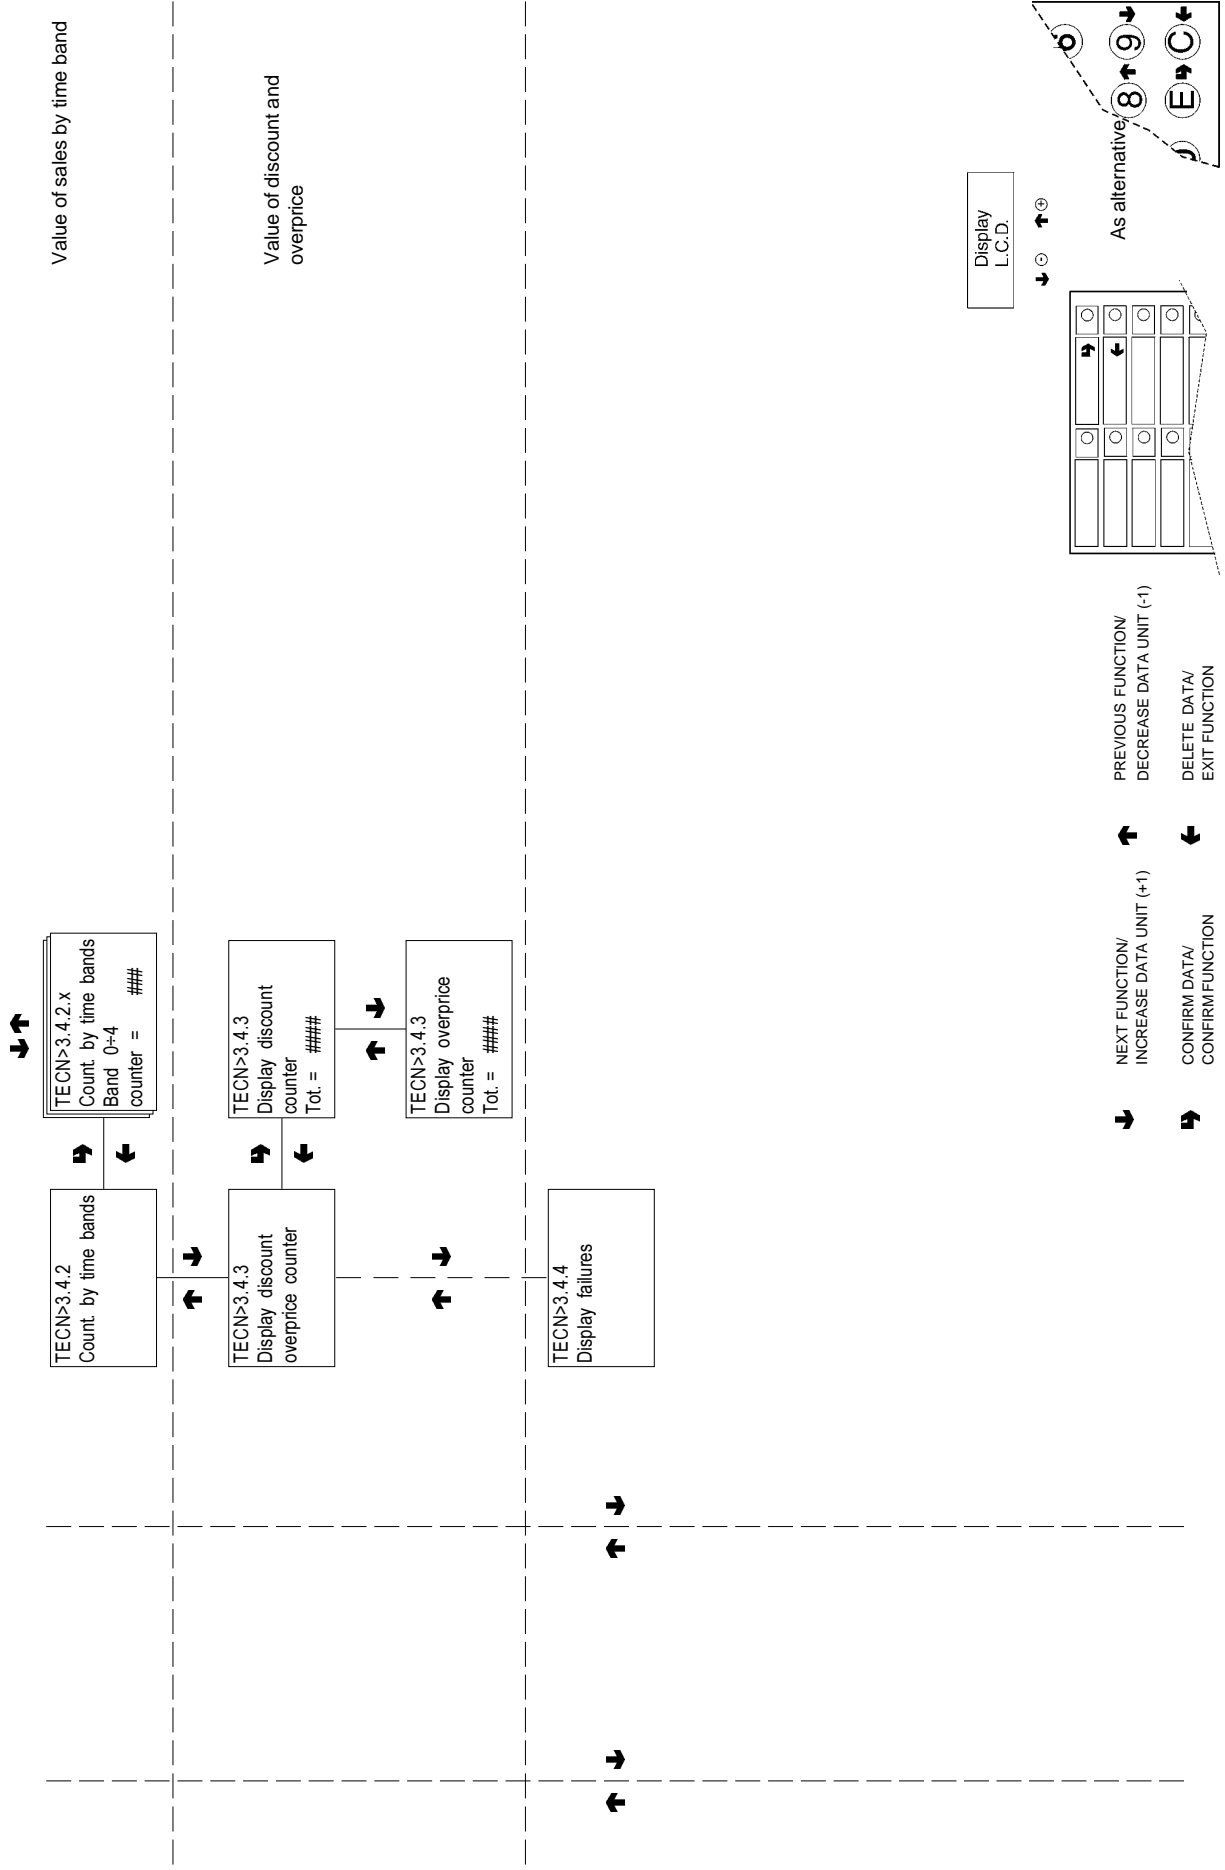 TECN>3.4.2
Count. by time bands
TECN>3.4.2.x
Count. by time bands
Band 0÷4
counter = ###
Value of sales by time band
TECN>3.4.3
Display discount
overprice counter
TECN>3.4.3
Display discount
counter
Tot. = ####
Value of discount and
overprice
TECN>3.4.3
Display overprice
counter
Tot. = ####
TECN>3.4.4
Display failures
Display
L.C.D.
- +
As alternative
6
8 9
E C
NEXT FUNCTION/
INCREASE DATA UNIT (+1)
PREVIOUS FUNCTION/
DECREASE DATA UNIT (-1)
CONFIRM DATA/
CONFIRM FUNCTION
DELETE DATA/
EXIT FUNCTION